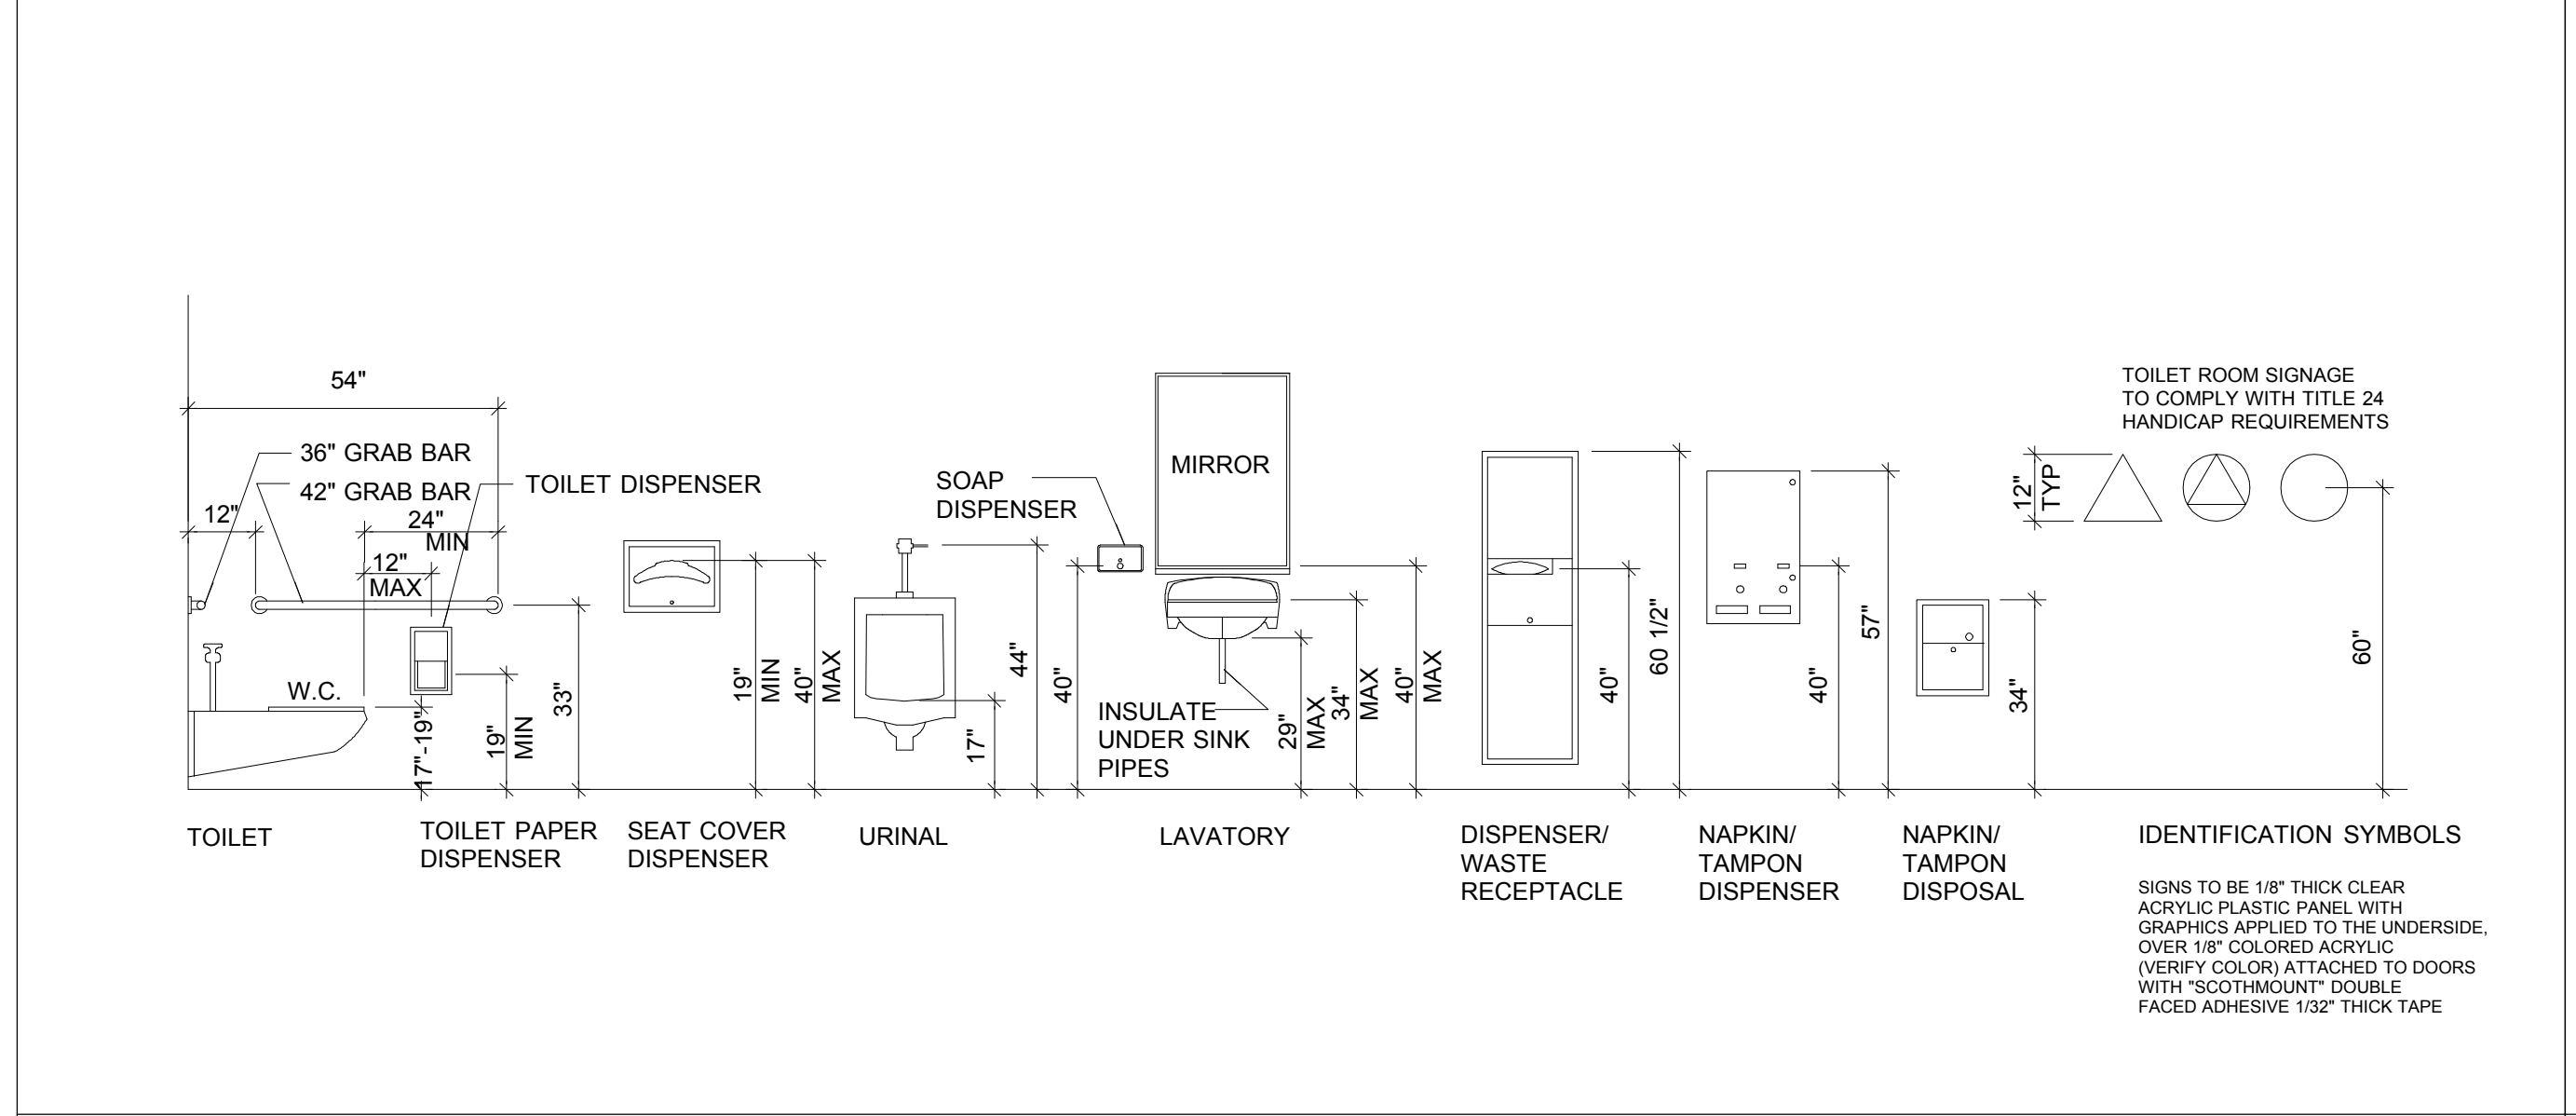 54"
36" GRAB BAR
42" GRAB BAR
TOILET DISPENSER
12"
24"
MIN
12"
MAX
W.C.
17"-19"
19"
MIN
33"
19"
MIN
40"
MAX
44"
17"
SOAP
DISPENSER
MIRROR
40"
INSULATE
UNDER SINK
PIPES
29"
MAX
34"
MAX
40"
MAX
40"
60 1/2"
40"
57"
34"
TOILET ROOM SIGNAGE
TO COMPLY WITH TITLE 24
HANDICAP REQUIREMENTS
12"
TYP
60"
TOILET
TOILET PAPER
DISPENSER
SEAT COVER
DISPENSER
URINAL
LAVATORY
DISPENSER/
WASTE
RECEPTACLE
NAPKIN/
TAMPON
DISPENSER
NAPKIN/
TAMPON
DISPOSAL
IDENTIFICATION SYMBOLS
SIGNS TO BE 1/8" THICK CLEAR
ACRYLIC PLASTIC PANEL WITH
GRAPHICS APPLIED TO THE UNDERSIDE,
OVER 1/8" COLORED ACRYLIC
(VERIFY COLOR) ATTACHED TO DOORS
WITH "SCOTHMOUNT" DOUBLE
FACED ADHESIVE 1/32" THICK TAPE